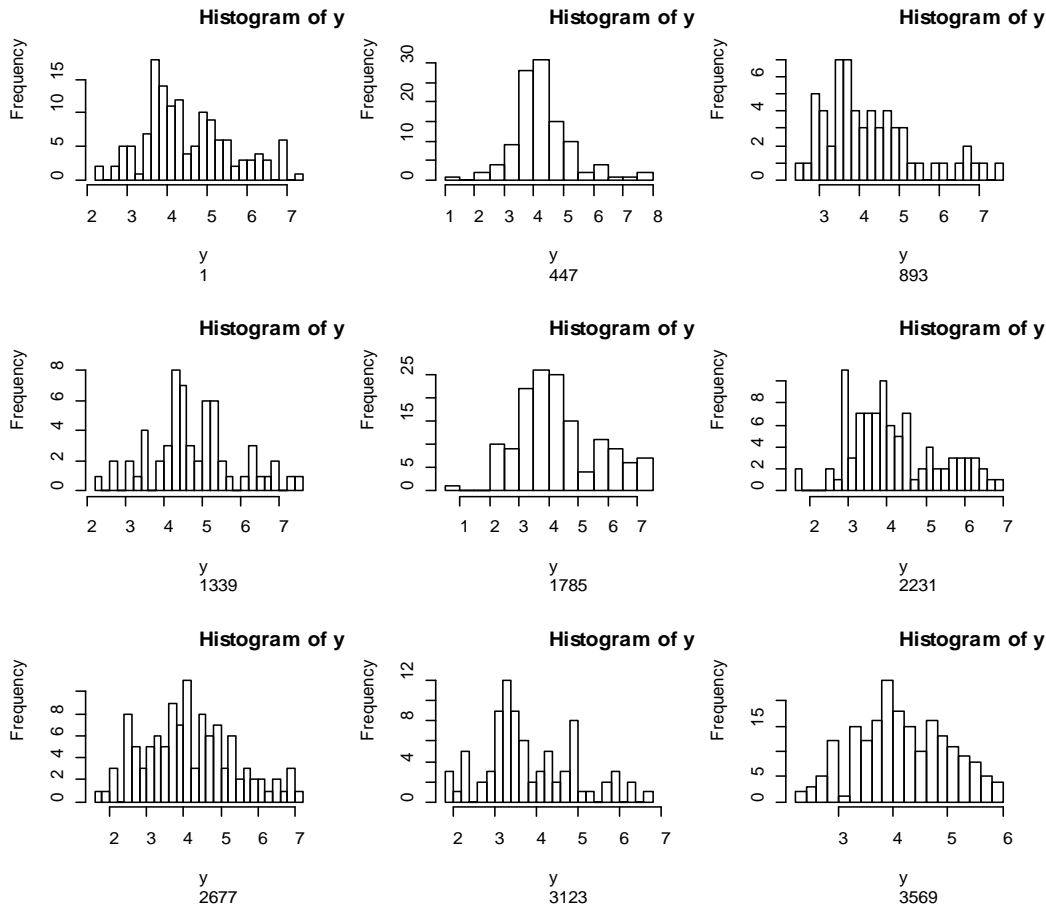 Histogram of y
Frequency
0 5 10 15
2 3 4 5 6 7
y
1
Histogram of y
Frequency
0 10 20 30
1 2 3 4 5 6 7 8
y
447
Histogram of y
Frequency
0 2 4 6
3 4 5 6 7
y
893
Histogram of y
Frequency
0 2 4 6 8
2 3 4 5 6 7
y
1339
Histogram of y
Frequency
0 5 15 25
1 2 3 4 5 6 7
y
1785
Histogram of y
Frequency
0 2 4 6 8
2 3 4 5 6 7
y
2231
Histogram of y
Frequency
0 2 4 6 8
2 3 4 5 6 7
y
2677
Histogram of y
Frequency
0 4 8 12
2 3 4 5 6 7
y
3123
Histogram of y
Frequency
0 5 15
3 4 5 6
y
3569